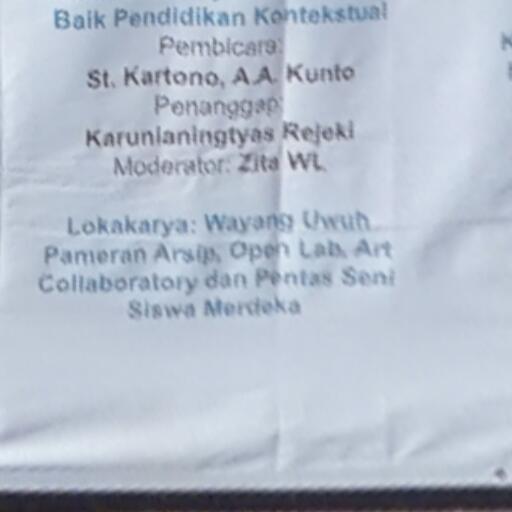 Baik Pendidikan Kontekstual
Pembicara:
St. Kartono, A.A. Kunto
Penanggap:
Karunianingtyas Rejeki
Moderator: Zita WL
Lokakarya: Wayang Uwuh
Pameran Arsip, Open Lab, Art
Collaboratory dan Pentas Seni
Siswa Merdeka